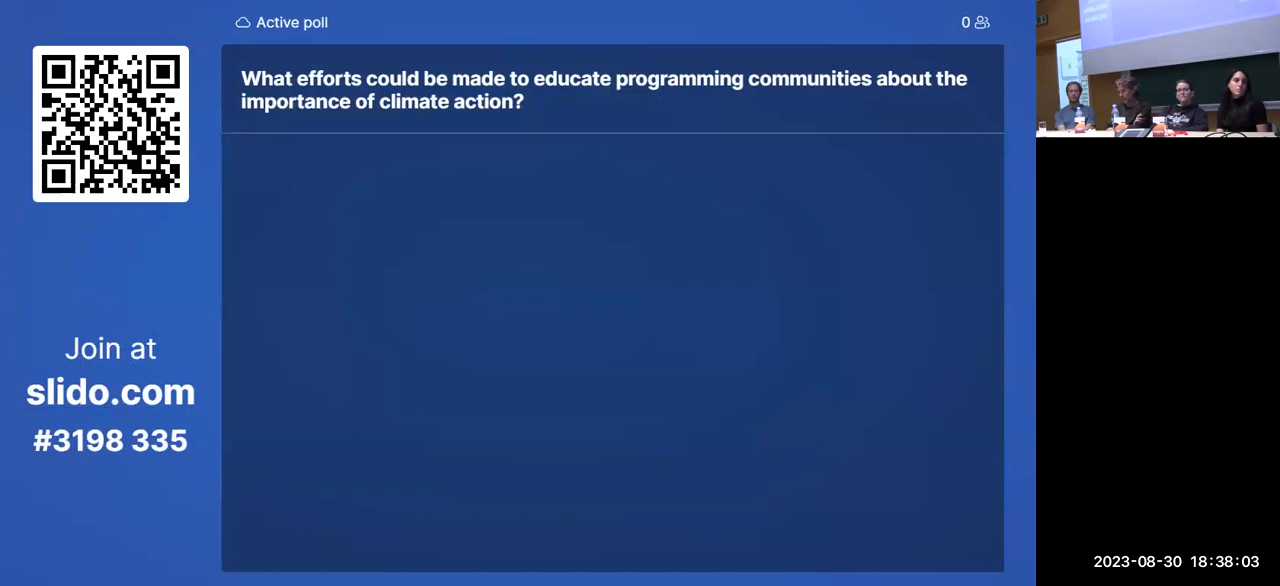 Active poll
0
What efforts could be made to educate programming communities about the
importance of climate action?
Join at
slido.com
#3198 335
2023-08-30 18:38:03